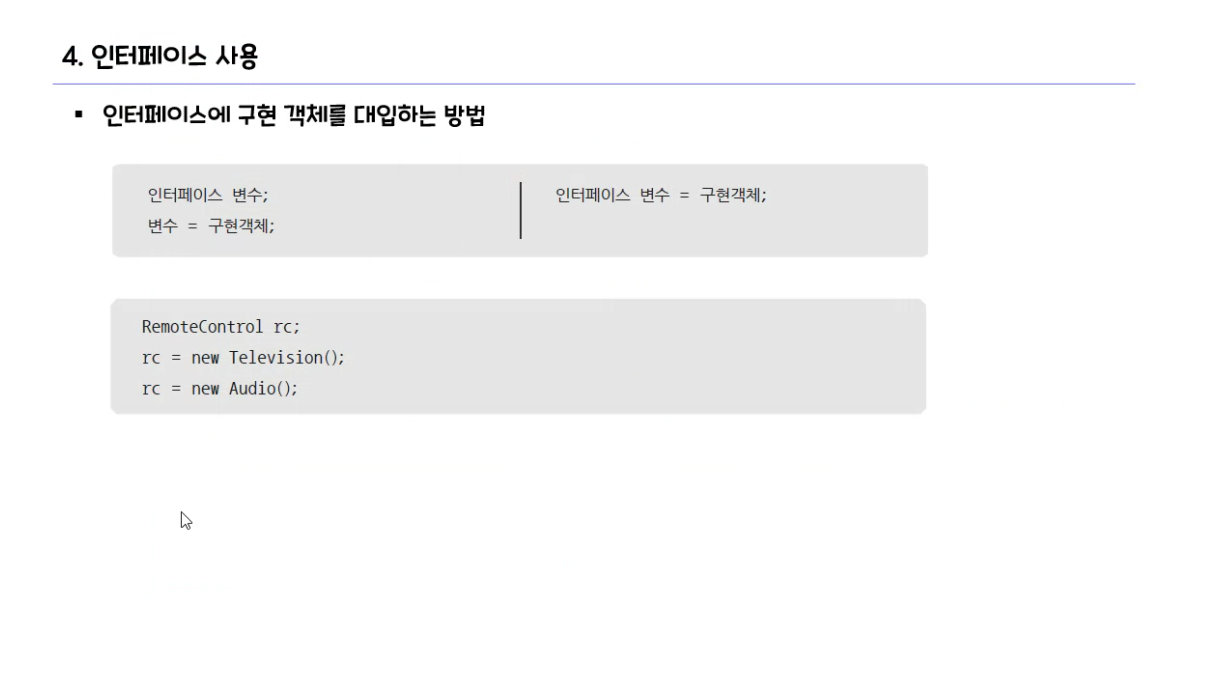 4. 인터페이스 사용
▪ 인터페이스에 구현 객체를 대입하는 방법
인터페이스 변수;
변수 = 구현객체;
인터페이스 변수 = 구현객체;
RemoteControl rc;
rc = new Television();
rc = new Audio();